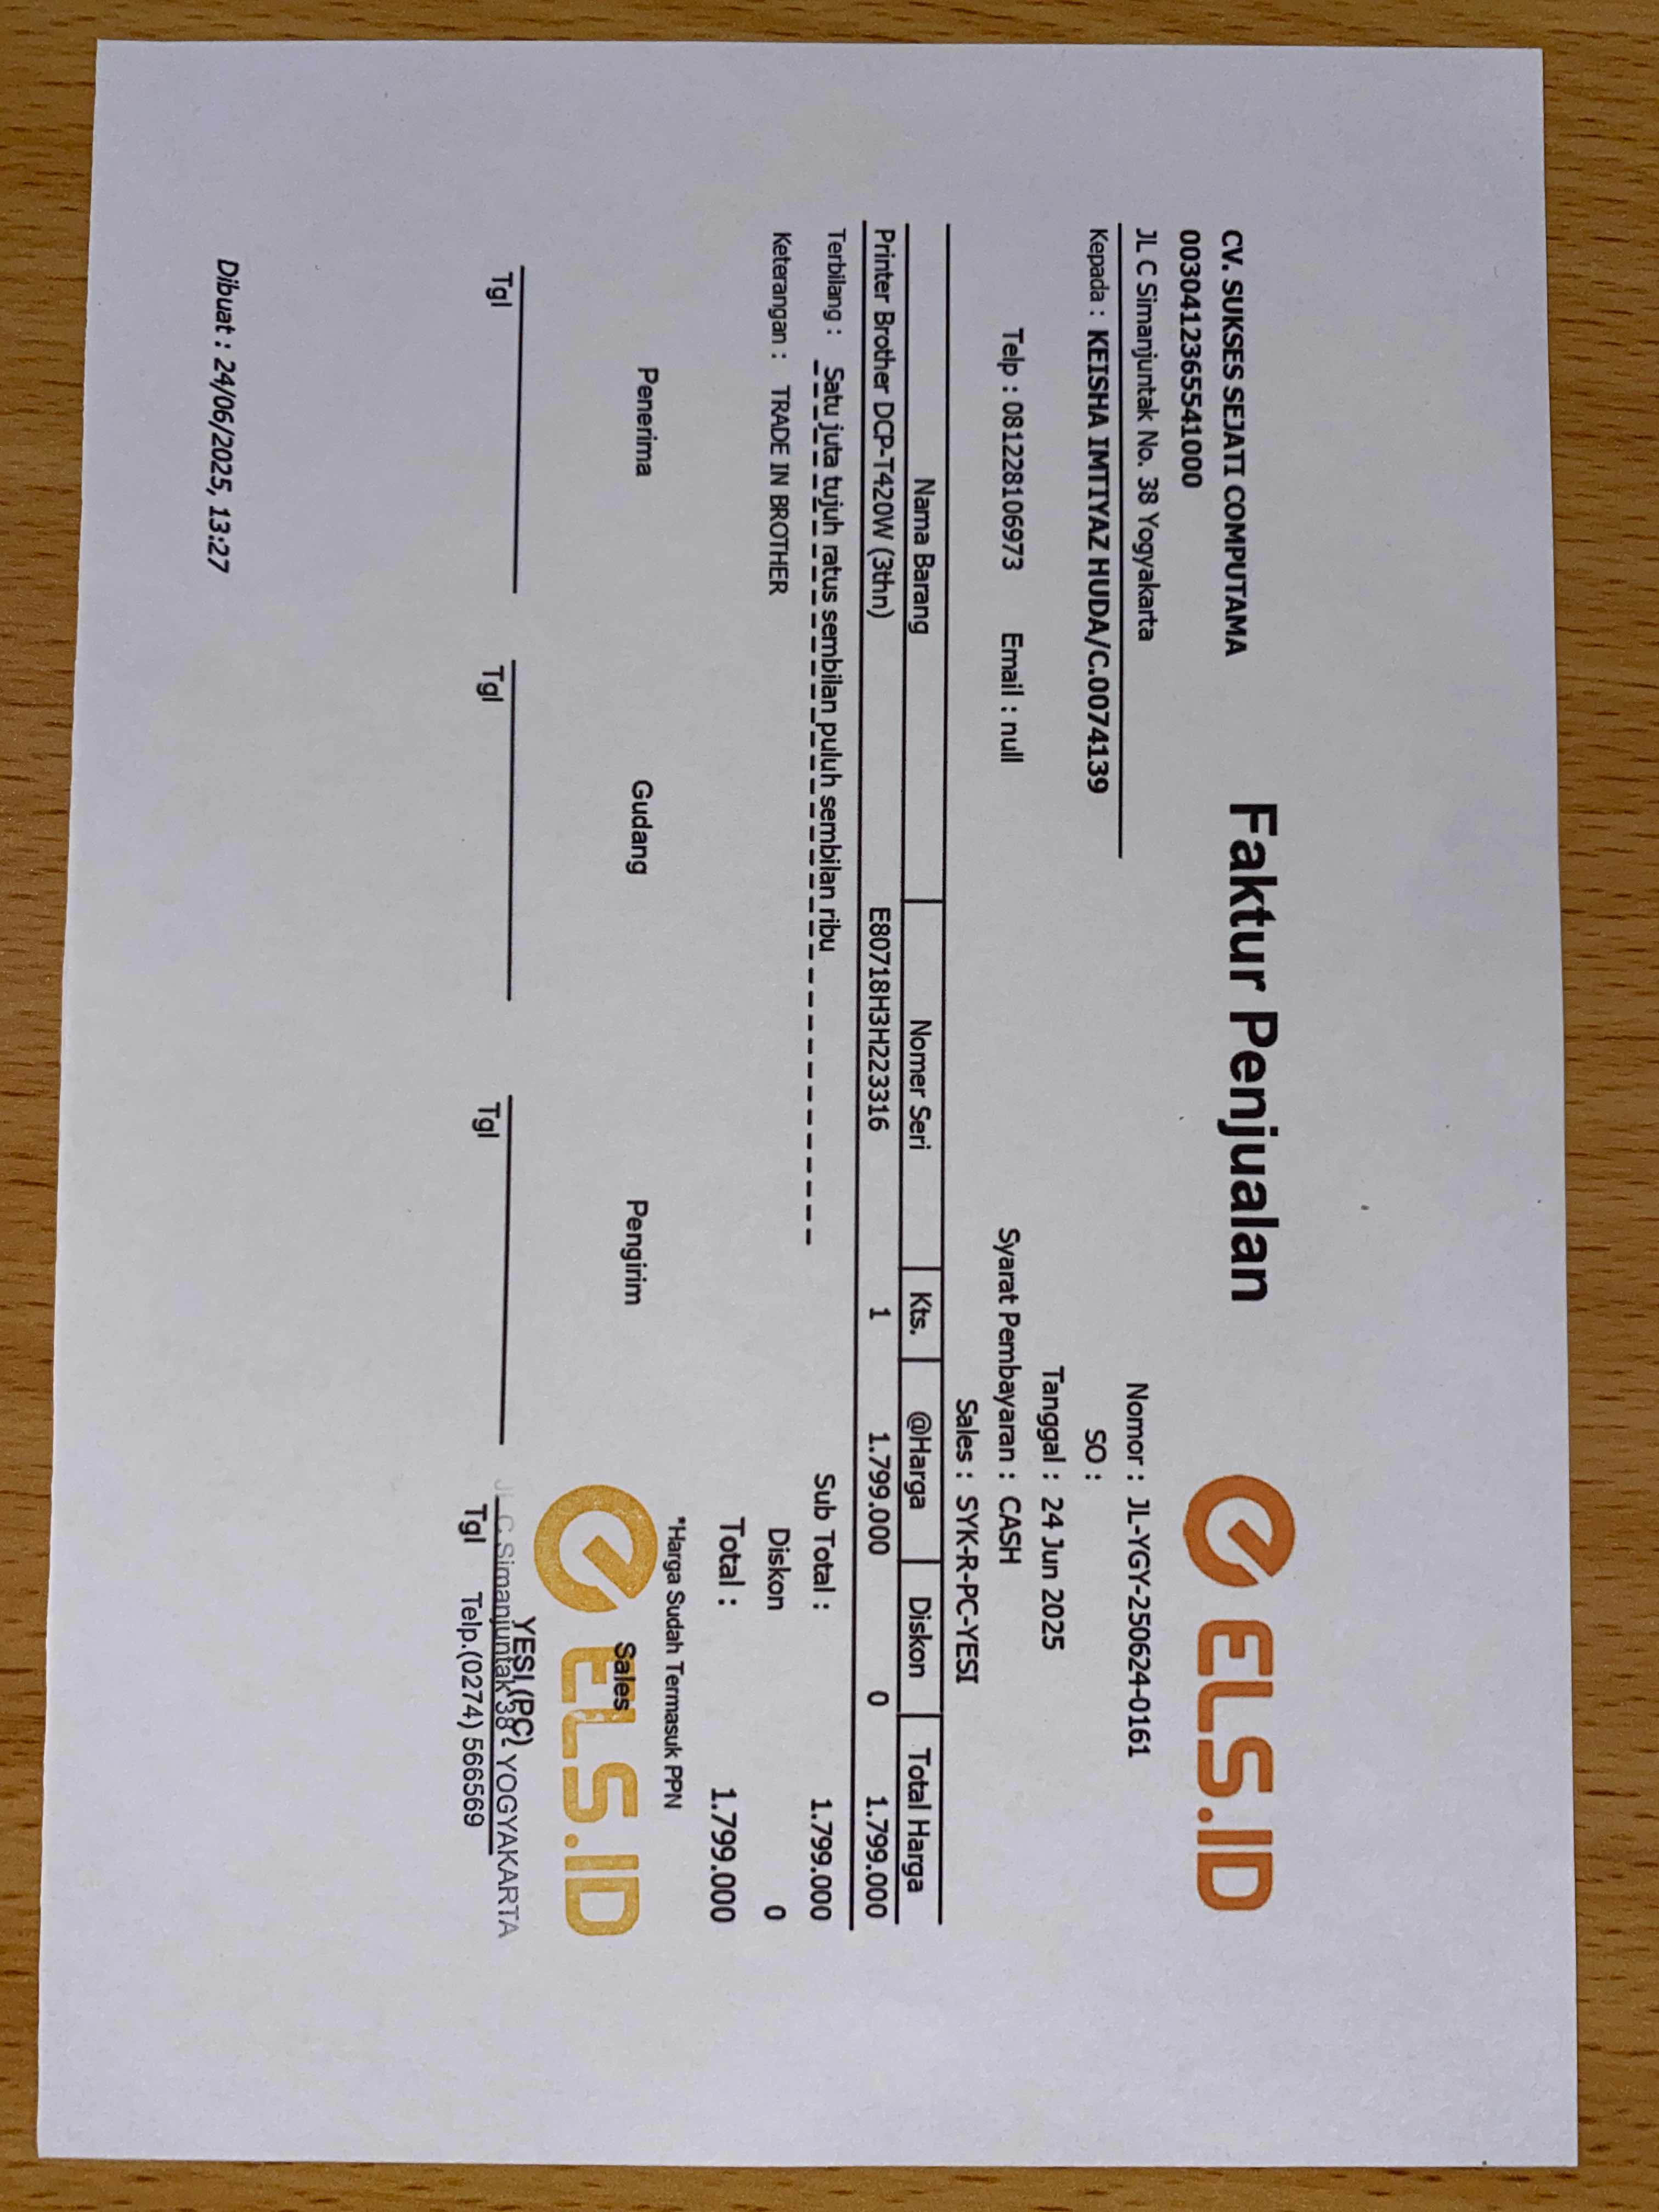 CV. SUKSES SEJATI COMPUTAMA
0030412365541000
JL C Simanjuntak No. 38 Yogyakarta
Faktur Penjualan
ELS.ID
Kepada : KEISHA IMTIYAZ HUDA/C.0074139
Telp : 081228106973 Email : null
Nomor : JL-YGY-250624-0161
SO :
Tanggal : 24 Jun 2025
Syarat Pembayaran : CASH
Sales : SYK-R-PC-YESI
Nama Barang Nomer Seri Kts. @Harga Diskon Total Harga
Printer Brother DCP-T420W (3thn) E80718H3H223316 1 1.799.000 0 1.799.000
Terbilang : Satu juta tujuh ratus sembilan puluh sembilan ribu
Keterangan : TRADE IN BROTHER
Sub Total : 1.799.000
Diskon 0
Total : 1.799.000
*Harga Sudah Termasuk PPN
Penerima Gudang Pengirim Sales
ELS.ID
YESI (PC)
JL. C.Simanjuntak 38 YOGYAKARTA
Telp.(0274) 566569
Tgl Tgl Tgl Tgl
Dibuat : 24/06/2025, 13:27